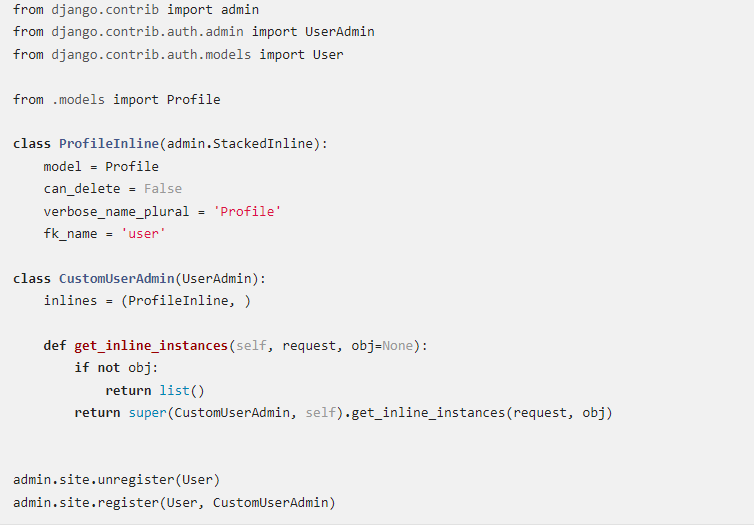 from django.contrib import admin
from django.contrib.auth.admin import UserAdmin
from django.contrib.auth.models import User

from .models import Profile

class ProfileInline(admin.StackedInline):
    model = Profile
    can_delete = False
    verbose_name_plural = 'Profile'
    fk_name = 'user'

class CustomUserAdmin(UserAdmin):
    inlines = (ProfileInline, )

    def get_inline_instances(self, request, obj=None):
        if not obj:
            return list()
        return super(CustomUserAdmin, self).get_inline_instances(request, obj)


admin.site.unregister(User)
admin.site.register(User, CustomUserAdmin)